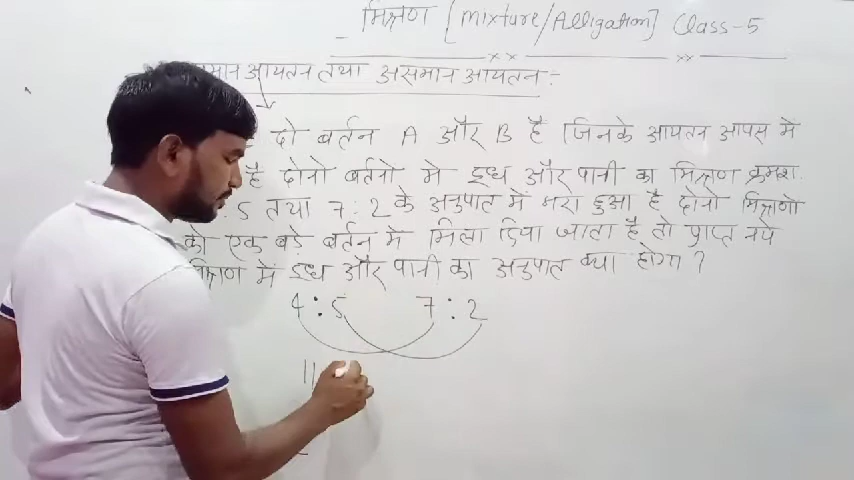 मिश्रण [Mixture/Alligation] Class-5
आयतन तथा असमान आयतन:-
दो बर्तन A और B है जिनके आयतन आपस में
है दोनो बर्तनो मे दुध और पानी का मिश्रण क्रमश.
5 तथा 7:2 के अनुपात में भरा हुआ है दोनो मिश्रणो
को एक बड़े बर्तन में मिला दिया जाता है तो प्राप्त नये
में दुध और पानी का अनुपात क्या होगा ?
4 : 5 7 : 2
11